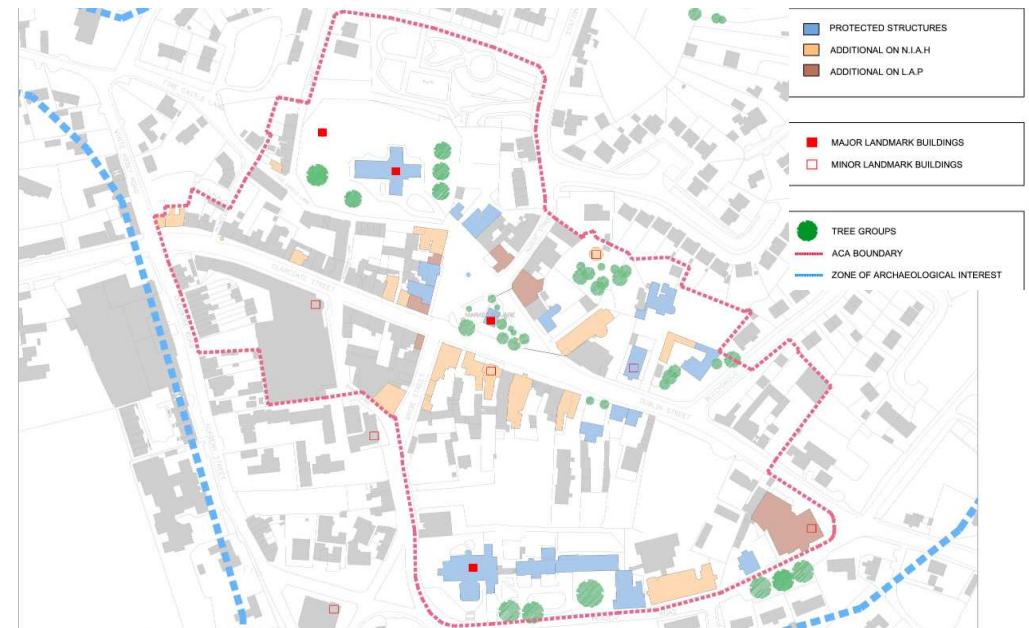 PROTECTED STRUCTURES
ADDITIONAL ON N.I.A.H
ADDITIONAL ON L.A.P
MAJOR LANDMARK BUILDINGS
MINOR LANDMARK BUILDINGS
TREE GROUPS
ACA BOUNDARY
ZONE OF ARCHAEOLOGICAL INTEREST
CLAREGATE STREET
DUBLIN STREET